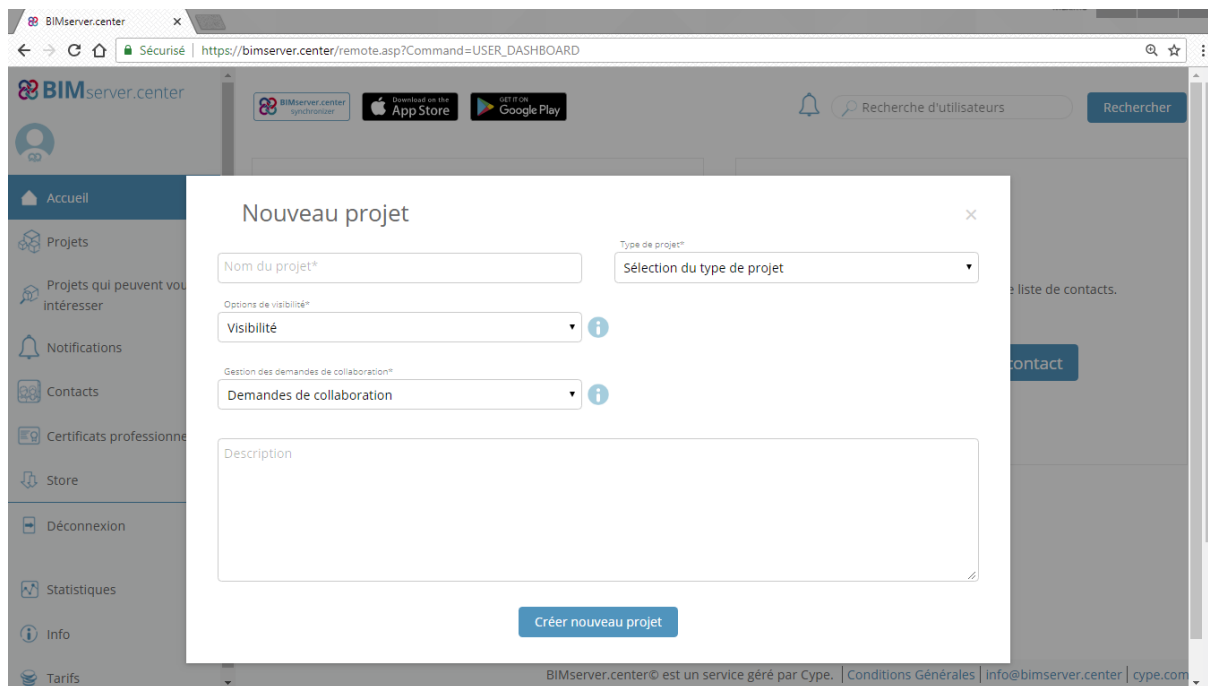 BIMserver.center
Sécurisé | https://bimserver.center/remote.asp?Command=USER_DASHBOARD
BIMserver.center
BIMserver.center synchronizer
Download on the App Store
GET IT ON Google Play
Recherche d'utilisateurs
Rechercher
Accueil
Projets
Projets qui peuvent vou
intéresser
Notifications
Contacts
Certificats professionne
Store
Déconnexion
Statistiques
Info
Tarifs
Nouveau projet
×
Nom du projet*
Type de projet*
Sélection du type de projet
Options de visibilité*
Visibilité
Gestion des demandes de collaboration*
Demandes de collaboration
Description
Créer nouveau projet
e liste de contacts.
contact
BIMserver.center© est un service géré par Cype. | Conditions Générales | info@bimserver.center | cype.com